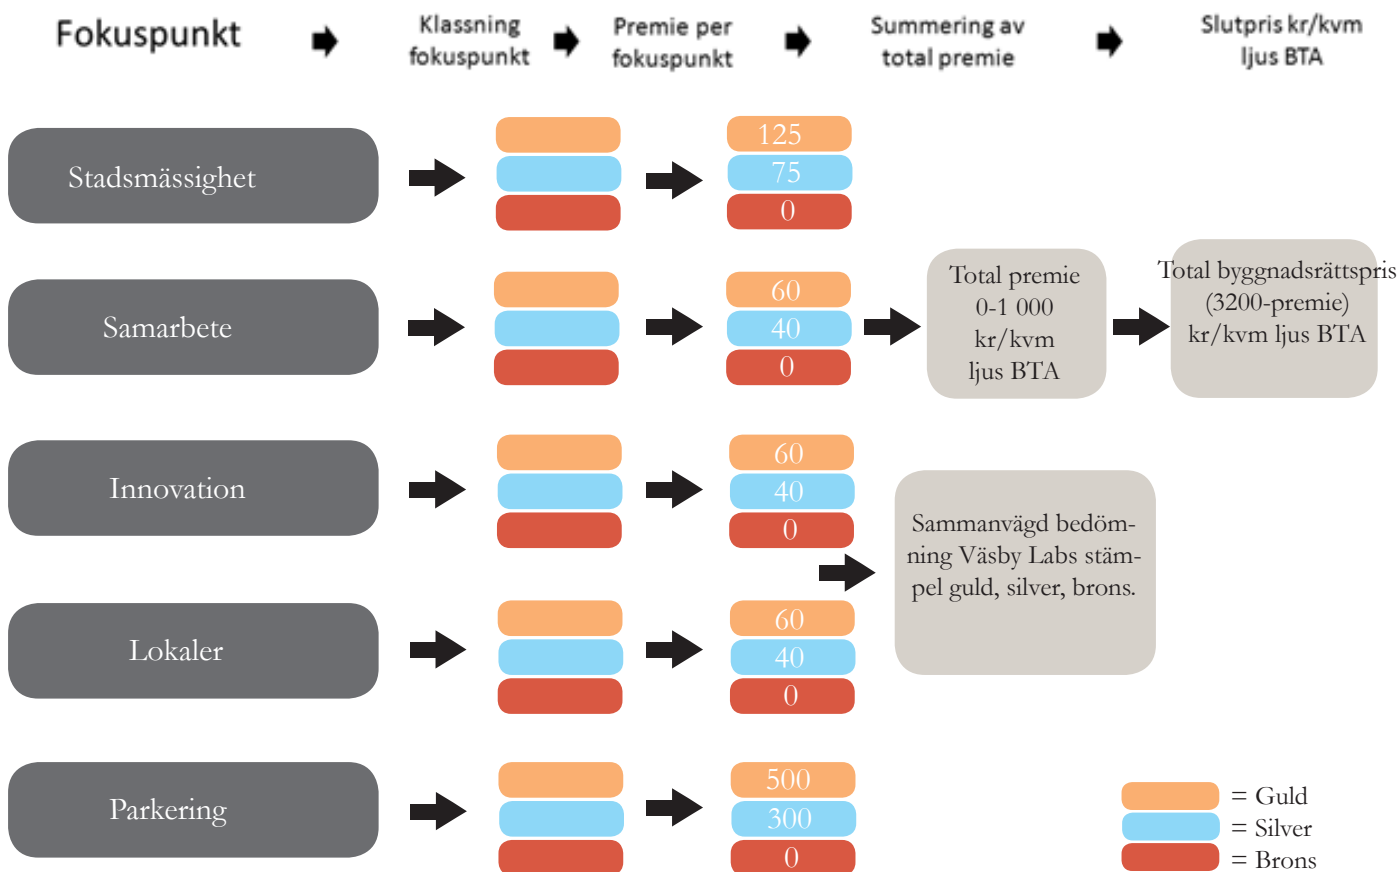 Fokuspunkt
Klassning
fokuspunkt
Premie per
fokuspunkt
Summering av
total premie
Slutpris kr/kvm
ljus BTA
Stadsmässighet
125
75
0
Samarbete
60
40
0
Total premie
0-1 000
kr/kvm
ljus BTA
Total byggnadsrättspris
(3200-premie)
kr/kvm ljus BTA
Innovation
60
40
0
Sammanvägd bedöm-
ning Väsby Labs stäm-
pel guld, silver, brons.
Lokaler
60
40
0
Parkering
500
300
0
= Guld
= Silver
= Brons